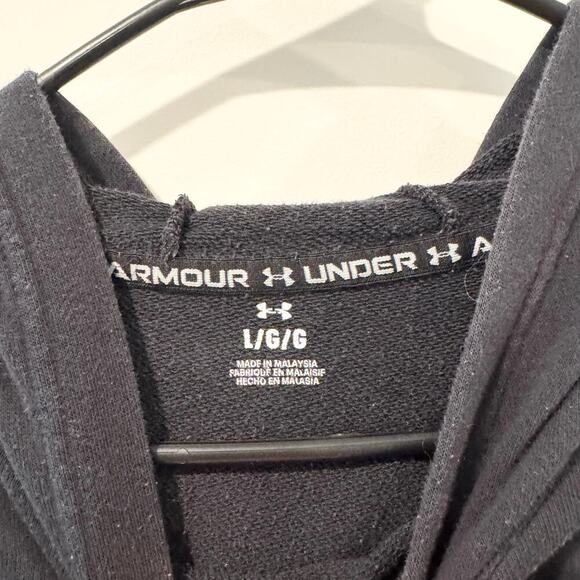 ARMOUR UNDER A
L/G/G
MADE IN MALAYSIA
FABRIQUÉ EN MALAISIE
HECHO EN MALASIA